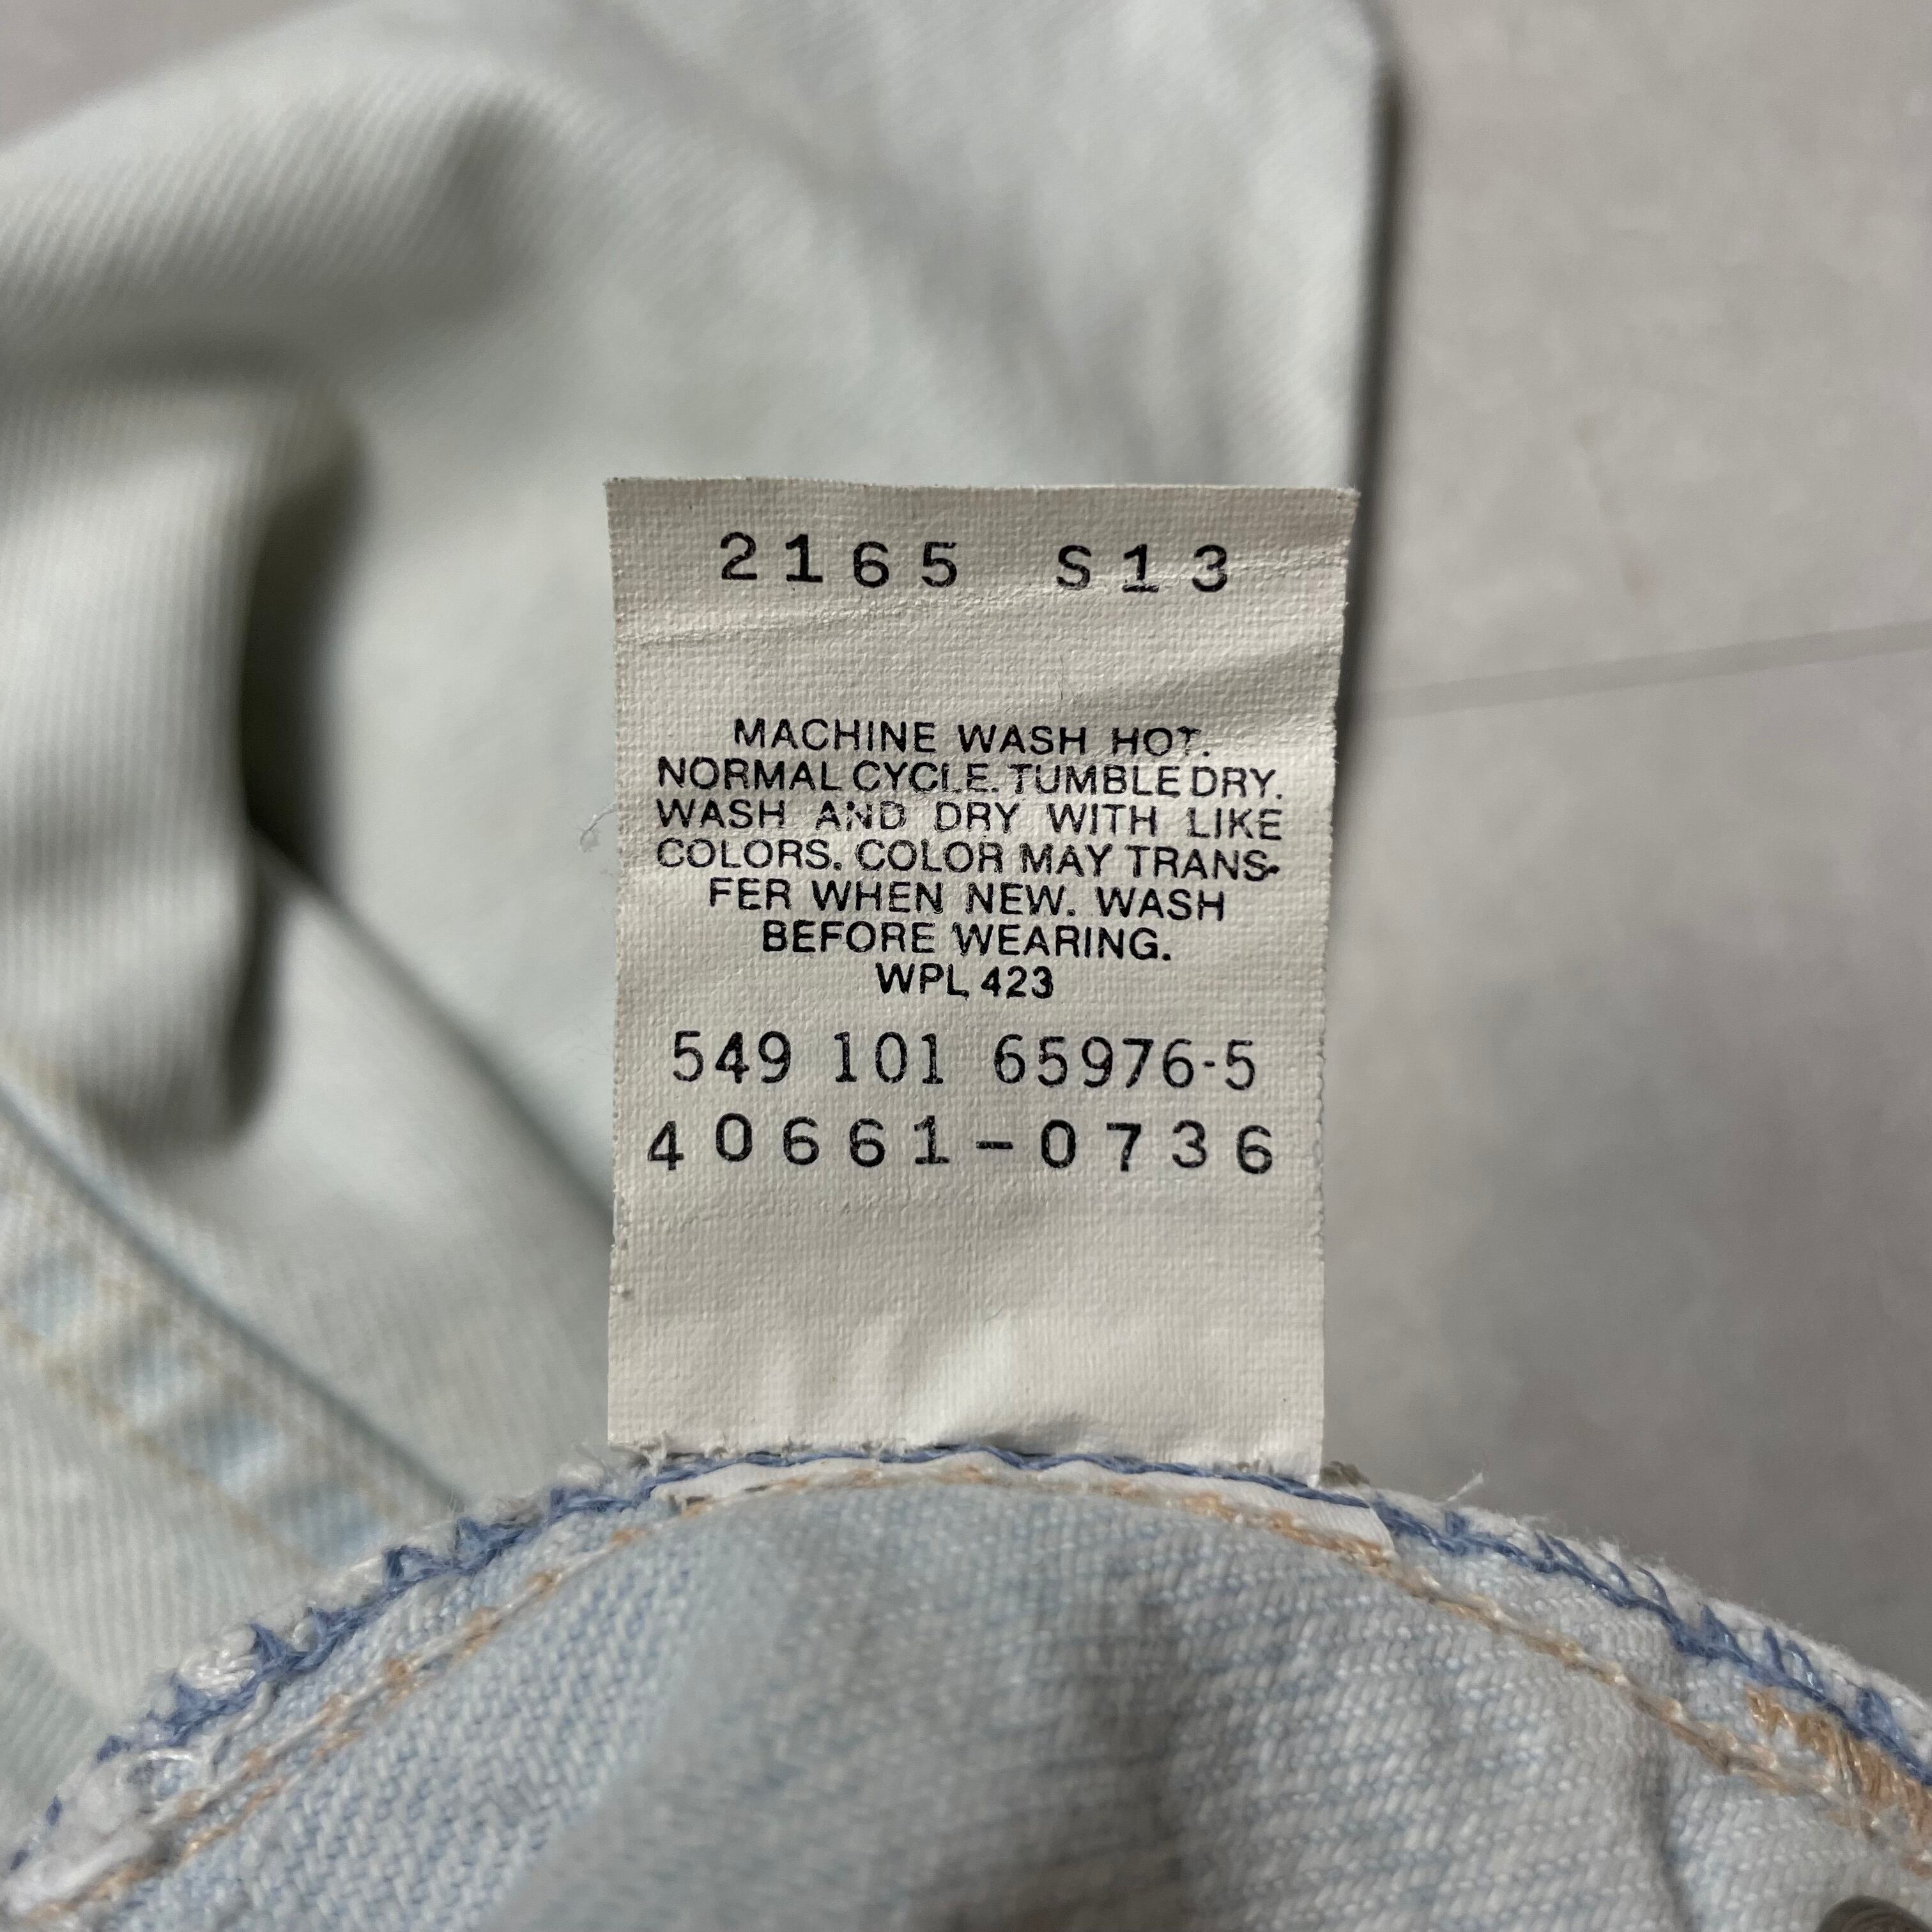 2165 S13
MACHINE WASH HOT.
NORMAL CYCLE. TUMBLE DRY.
WASH AND DRY WITH LIKE
COLORS. COLOR MAY TRANS-
FER WHEN NEW. WASH
BEFORE WEARING.
WPL 423
549 101 65976-5
40661-0736